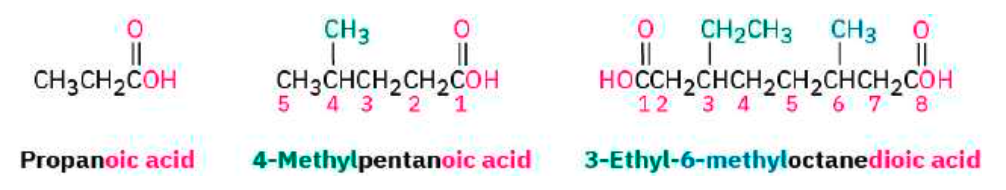 O CH₃ O CH₂CH₃ CH₃ O
O
CH₃CH₂COH CH₃CHCH₂CH₂COH HOCCH₂CHCH₂CH₂CHCH₂COH
5 4 3 2 1 1 2 3 4 5 6 7 8
Propanoic acid 4-Methylpentanoic acid 3-Ethyl-6-methyloctanedioic acid